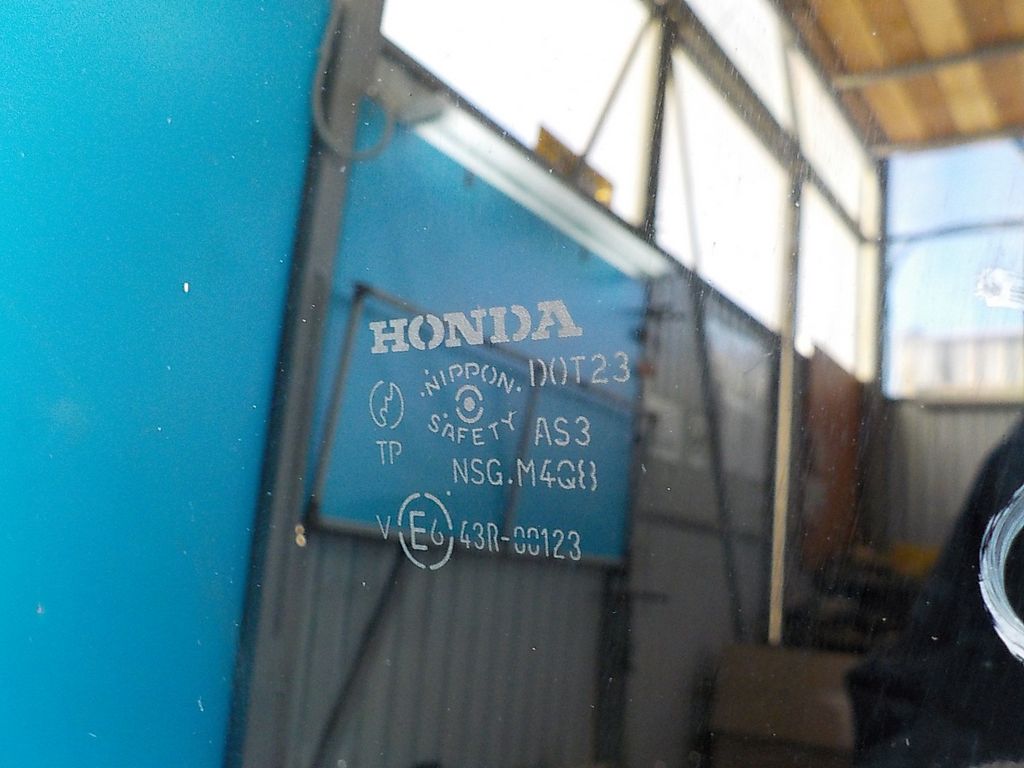 HONDA
NIPPON SAFETY
DOT23
TP
AS3
NSG.M4Q8
V E6 43R-00123